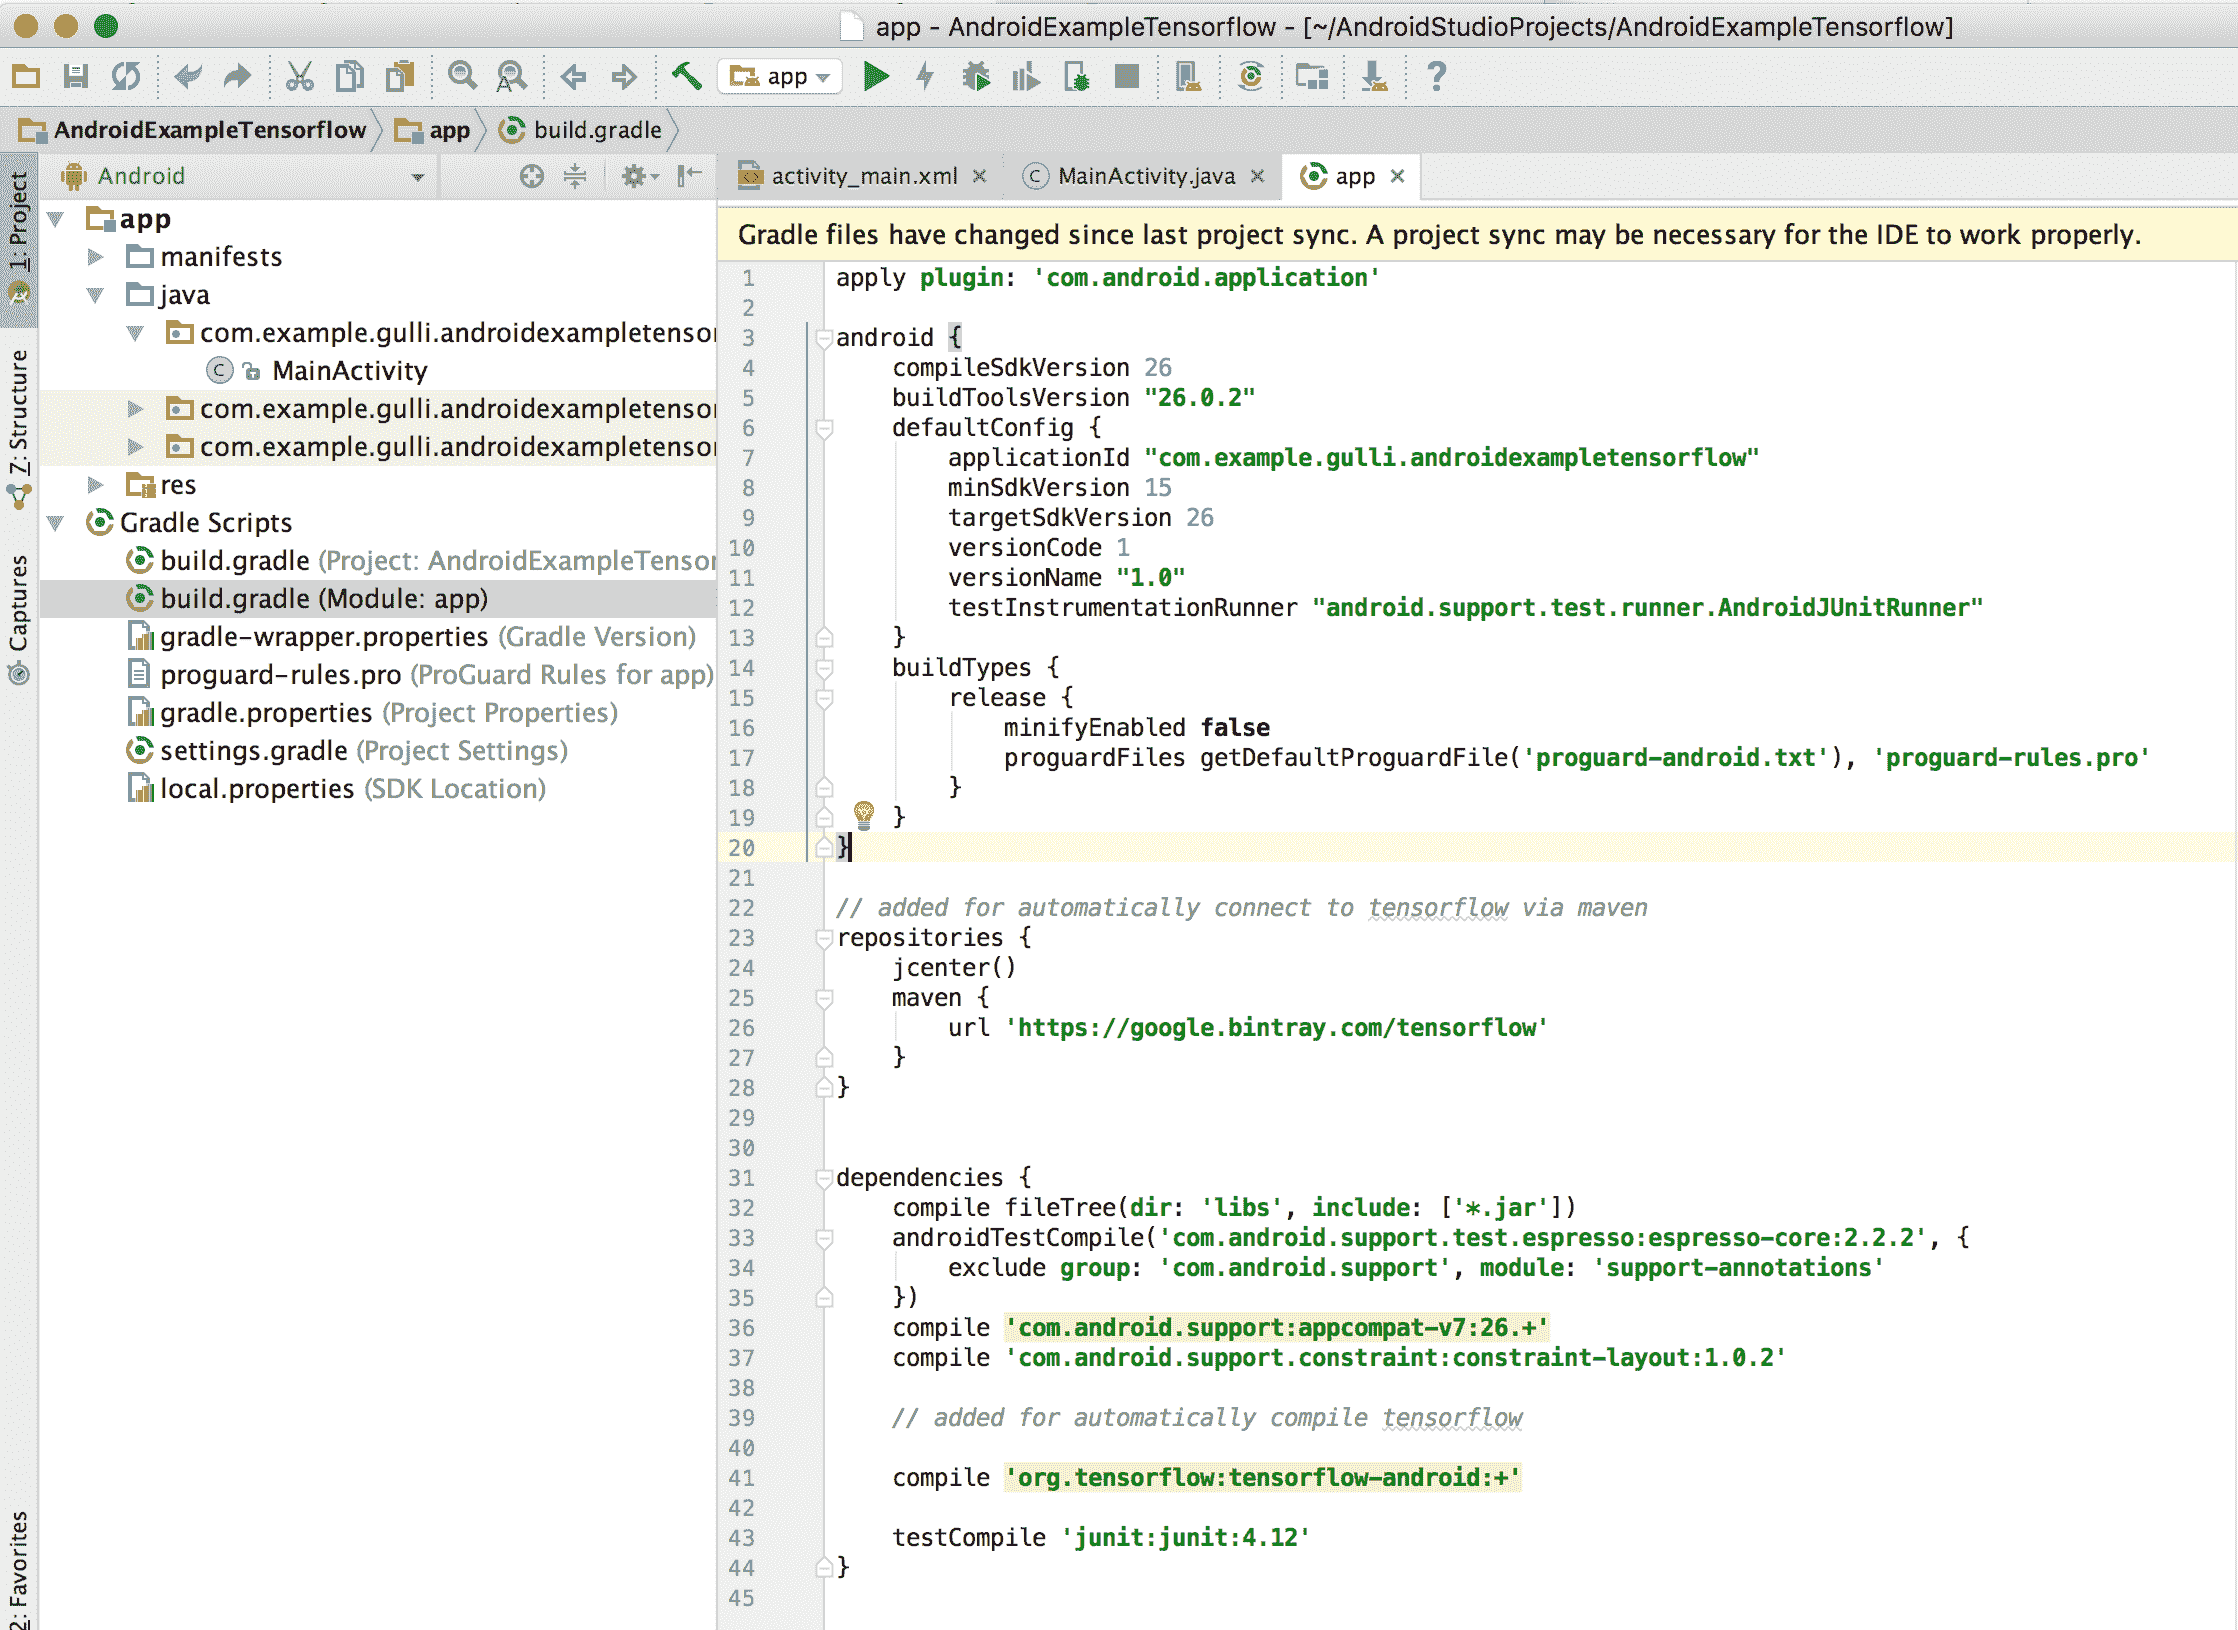 app - AndroidExampleTensorflow - [~/AndroidStudioProjects/AndroidExampleTensorflow]
app
AndroidExampleTensorflow app build.gradle
1: Project
7: Structure
Captures
2: Favorites
Android
app
manifests
java
com.example.gulli.androidexampletensor
MainActivity
com.example.gulli.androidexampletensor
com.example.gulli.androidexampletensor
res
Gradle Scripts
build.gradle (Project: AndroidExampleTensor
build.gradle (Module: app)
gradle-wrapper.properties (Gradle Version)
proguard-rules.pro (ProGuard Rules for app)
gradle.properties (Project Properties)
settings.gradle (Project Settings)
local.properties (SDK Location)
activity_main.xml MainActivity.java app
Gradle files have changed since last project sync. A project sync may be necessary for the IDE to work properly.
1 apply plugin: 'com.android.application'
2
3 android {
4 compileSdkVersion 26
5 buildToolsVersion "26.0.2"
6 defaultConfig {
7 applicationId "com.example.gulli.androidexampletensorflow"
8 minSdkVersion 15
9 targetSdkVersion 26
10 versionCode 1
11 versionName "1.0"
12 testInstrumentationRunner "android.support.test.runner.AndroidJUnitRunner"
13 }
14 buildTypes {
15 release {
16 minifyEnabled false
17 proguardFiles getDefaultProguardFile('proguard-android.txt'), 'proguard-rules.pro'
18 }
19 }
20 }
21
22 // added for automatically connect to tensorflow via maven
23 repositories {
24 jcenter()
25 maven {
26 url 'https://google.bintray.com/tensorflow'
27 }
28 }
29
30
31 dependencies {
32 compile fileTree(dir: 'libs', include: ['*.jar'])
33 androidTestCompile('com.android.support.test.espresso:espresso-core:2.2.2', {
34 exclude group: 'com.android.support', module: 'support-annotations'
35 })
36 compile 'com.android.support:appcompat-v7:26.+'
37 compile 'com.android.support.constraint:constraint-layout:1.0.2'
38
39 // added for automatically compile tensorflow
40
41 compile 'org.tensorflow:tensorflow-android:+'
42
43 testCompile 'junit:junit:4.12'
44 }
45